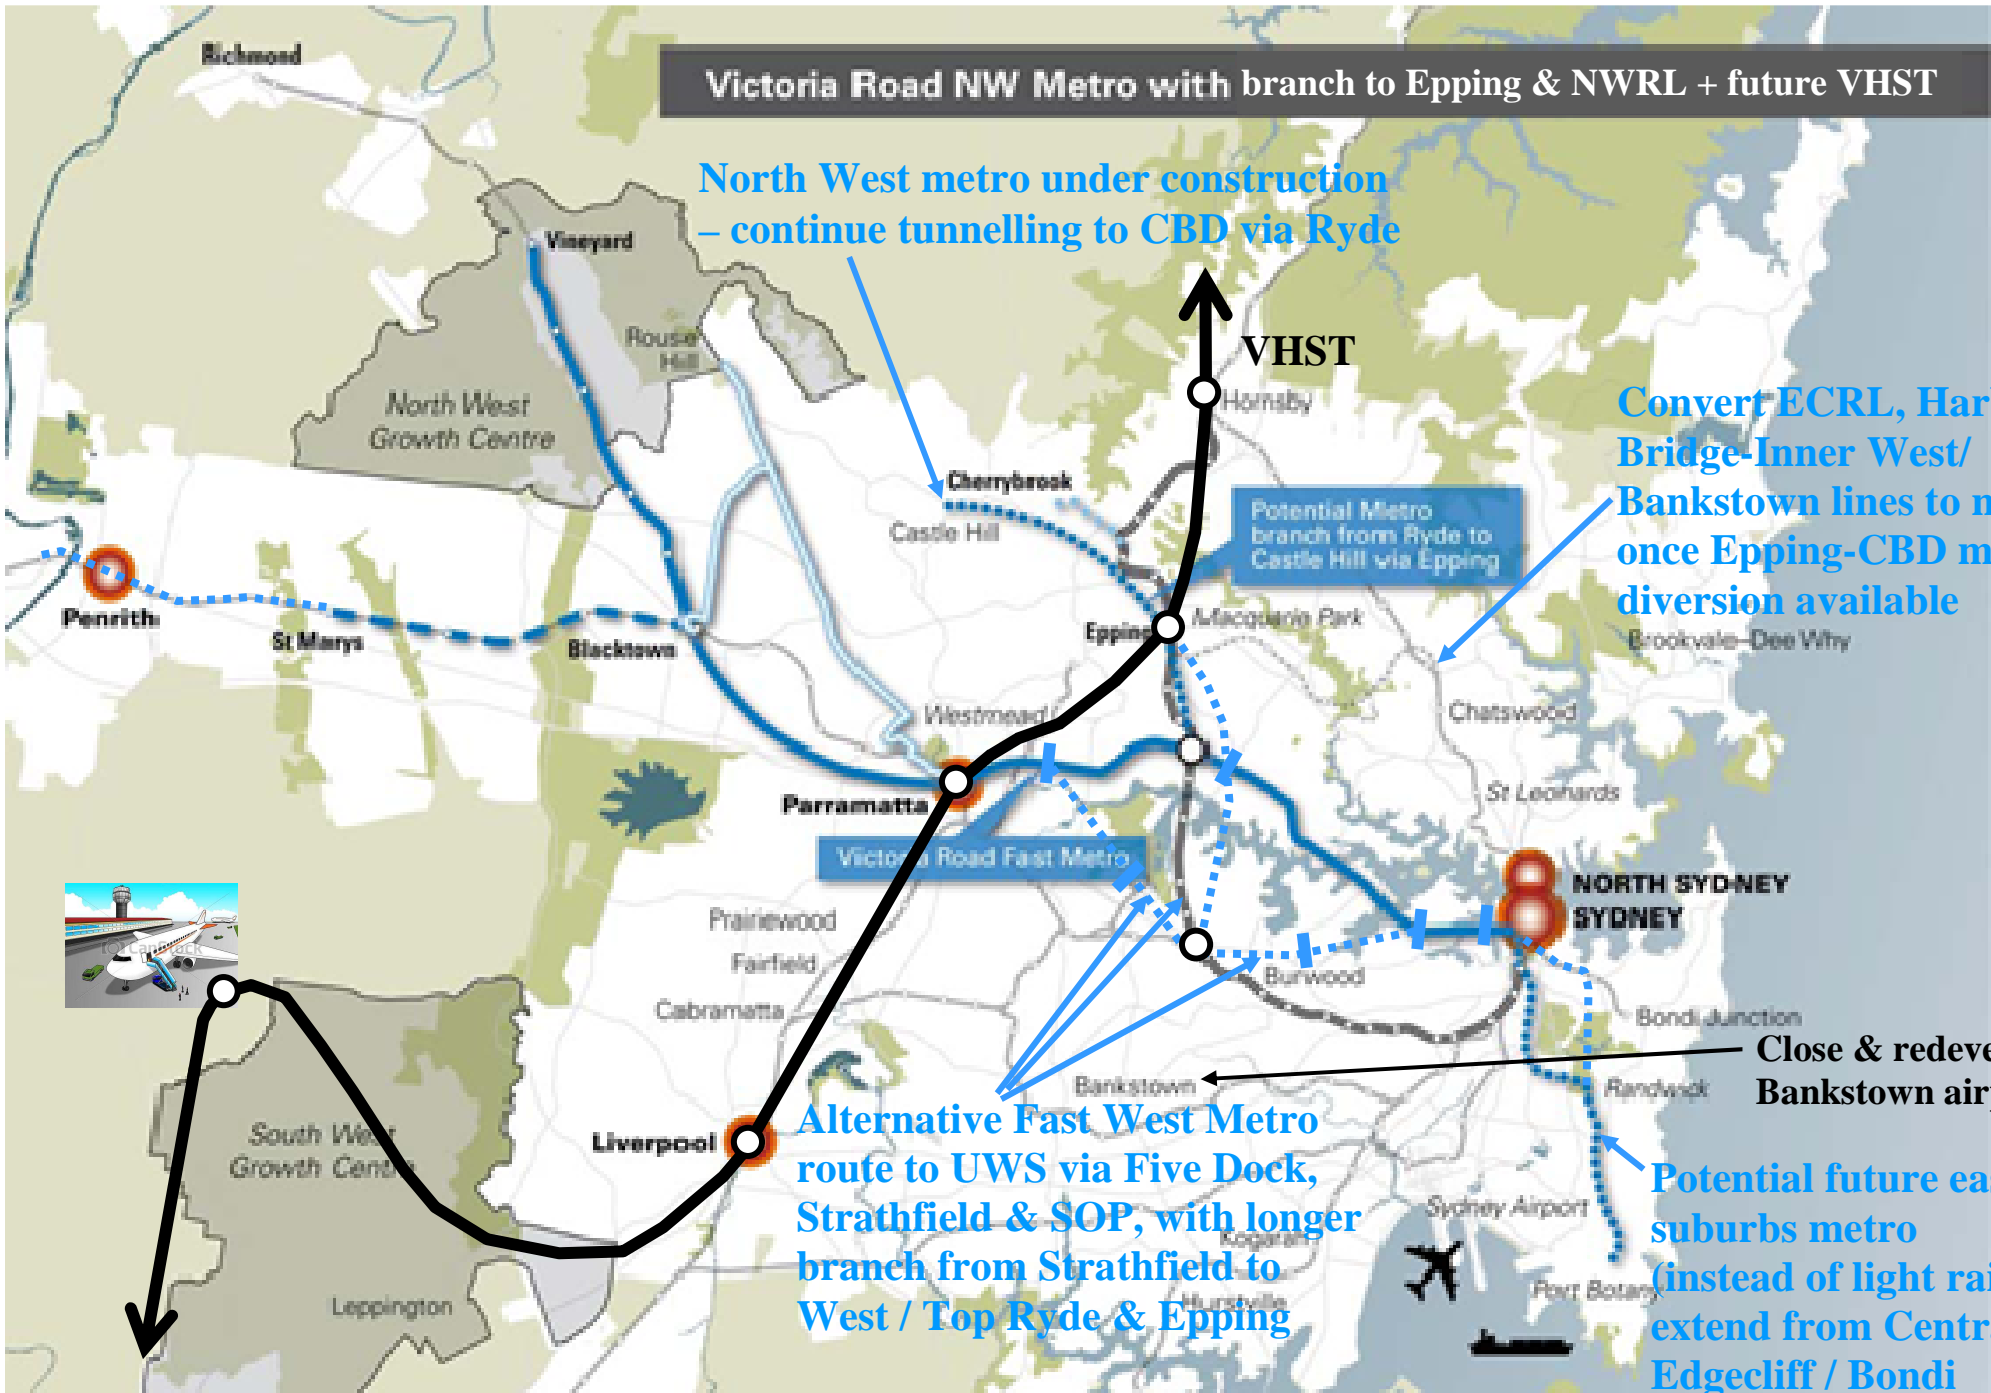 Richmond
Victoria Road NW Metro with branch to Epping & NWRL + future VHST
North West metro under construction
– continue tunnelling to CBD via Ryde
Vineyard
Rouse
Hill
VHST
Hornsby
North West
Growth Centre
Convert ECRL, Har
Bridge-Inner West/
Bankstown lines to m
once Epping-CBD m
diversion available
Cherrybrook
Castle Hill
Potential Metro
branch from Ryde to
Castle Hill via Epping
Penrith
St Marys
Blacktown
Epping
Macquarie Park
Brookvale–Dee Why
Westmead
Chatswood
Parramatta
St Leonards
Victoria Road Fast Metro
NORTH SYDNEY
SYDNEY
Prairiewood
Fairfield
Cabramatta
Burwood
Bondi Junction
Close & redeve
Bankstown air
Bankstown
Randwick
South West
Growth Centre
Liverpool
Alternative Fast West Metro
route to UWS via Five Dock,
Strathfield & SOP, with longer
branch from Strathfield to
West / Top Ryde & Epping
Sydney Airport
Kogarah
Hurstville
Port Botany
Leppington
Potential future ea
suburbs metro
(instead of light rai
extend from Centr
Edgecliff / Bondi